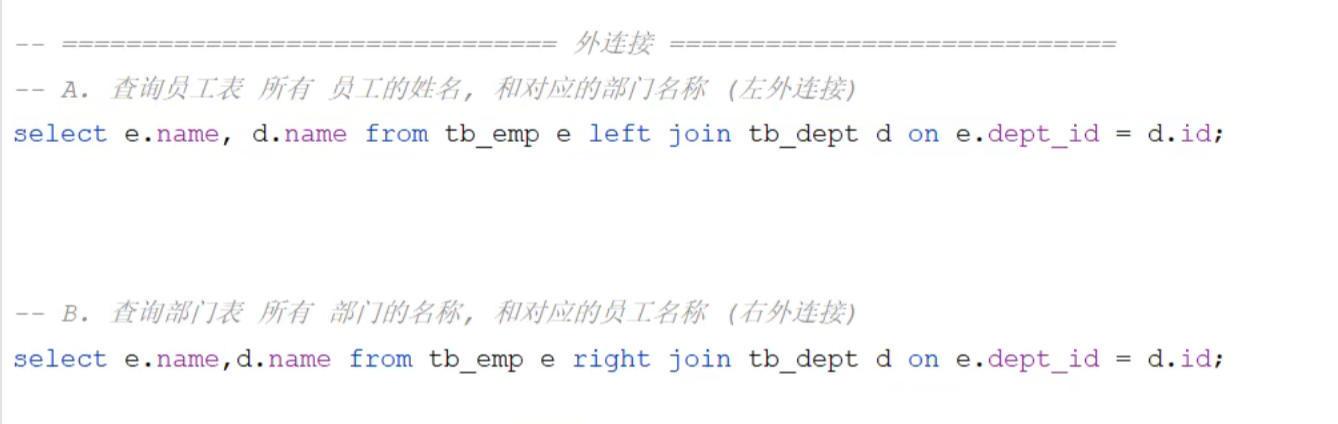 -- =============================== 外连接 ============================
-- A. 查询员工表 所有 员工的姓名, 和对应的部门名称 (左外连接)
select e.name, d.name from tb_emp e left join tb_dept d on e.dept_id = d.id;
-- B. 查询部门表 所有 部门的名称, 和对应的员工名称 (右外连接)
select e.name,d.name from tb_emp e right join tb_dept d on e.dept_id = d.id;